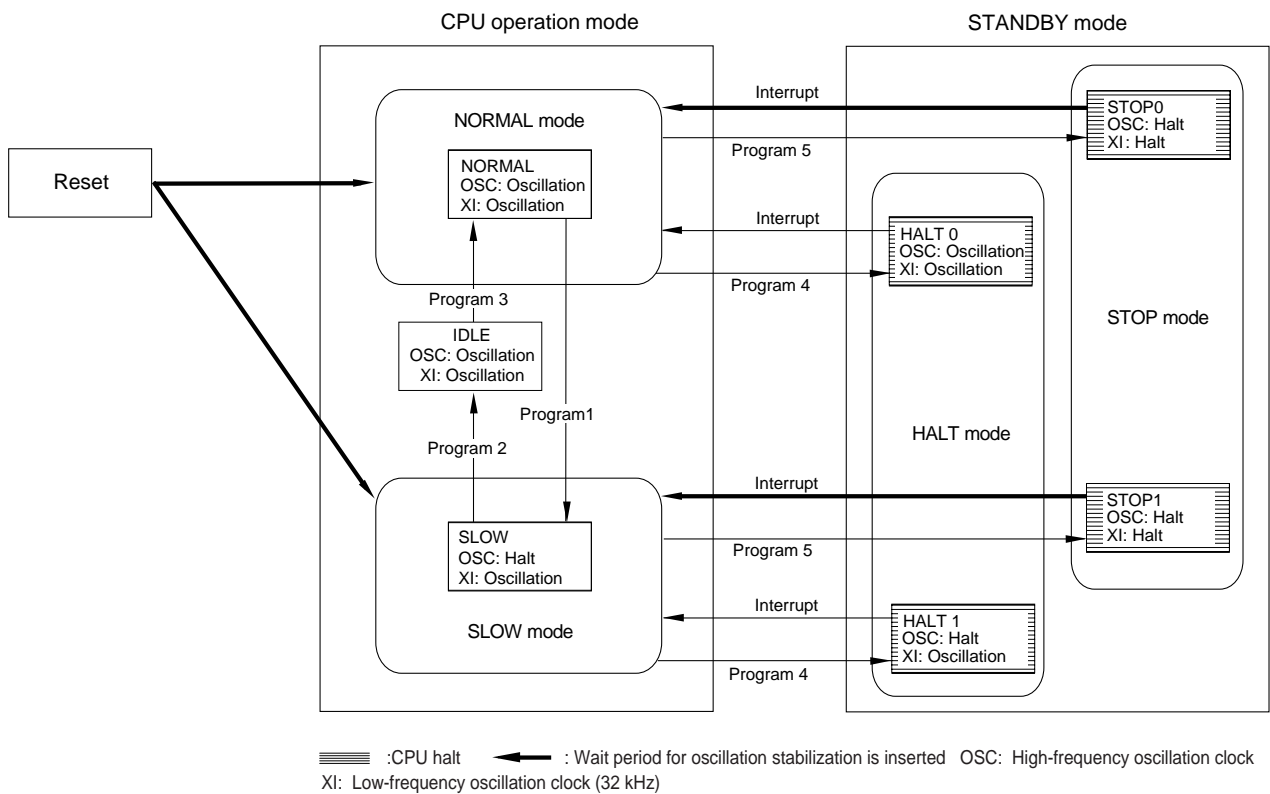 CPU operation mode
STANDBY mode
Reset
NORMAL mode
NORMAL
OSC: Oscillation
XI: Oscillation
Program 3
IDLE
OSC: Oscillation
XI: Oscillation
Program 2
Program1
SLOW
OSC: Halt
XI: Oscillation
SLOW mode
Interrupt
Program 5
Interrupt
Program 4
Interrupt
Program 5
Interrupt
Program 4
STOP0
OSC: Halt
XI : Halt
HALT 0
OSC: Oscillation
XI: Oscillation
STOP mode
HALT mode
STOP1
OSC: Halt
XI: Halt
HALT 1
OSC: Halt
XI: Oscillation
:CPU halt : Wait period for oscillation stabilization is inserted OSC: High-frequency oscillation clock
XI: Low-frequency oscillation clock (32 kHz)